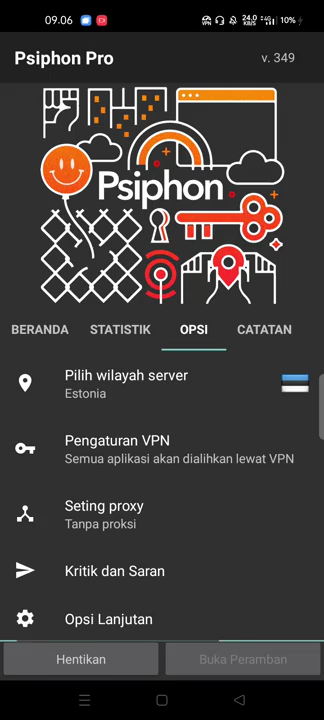 09.06
VPN
24.0
KB/S
4G
10%
Psiphon Pro
v. 349
Psiphon
BERANDA
STATISTIK
OPSI
CATATAN
Pilih wilayah server
Estonia
Pengaturan VPN
Semua aplikasi akan dialihkan lewat VPN
Seting proxy
Tanpa proksi
Kritik dan Saran
Opsi Lanjutan
Hentikan
Buka Peramban